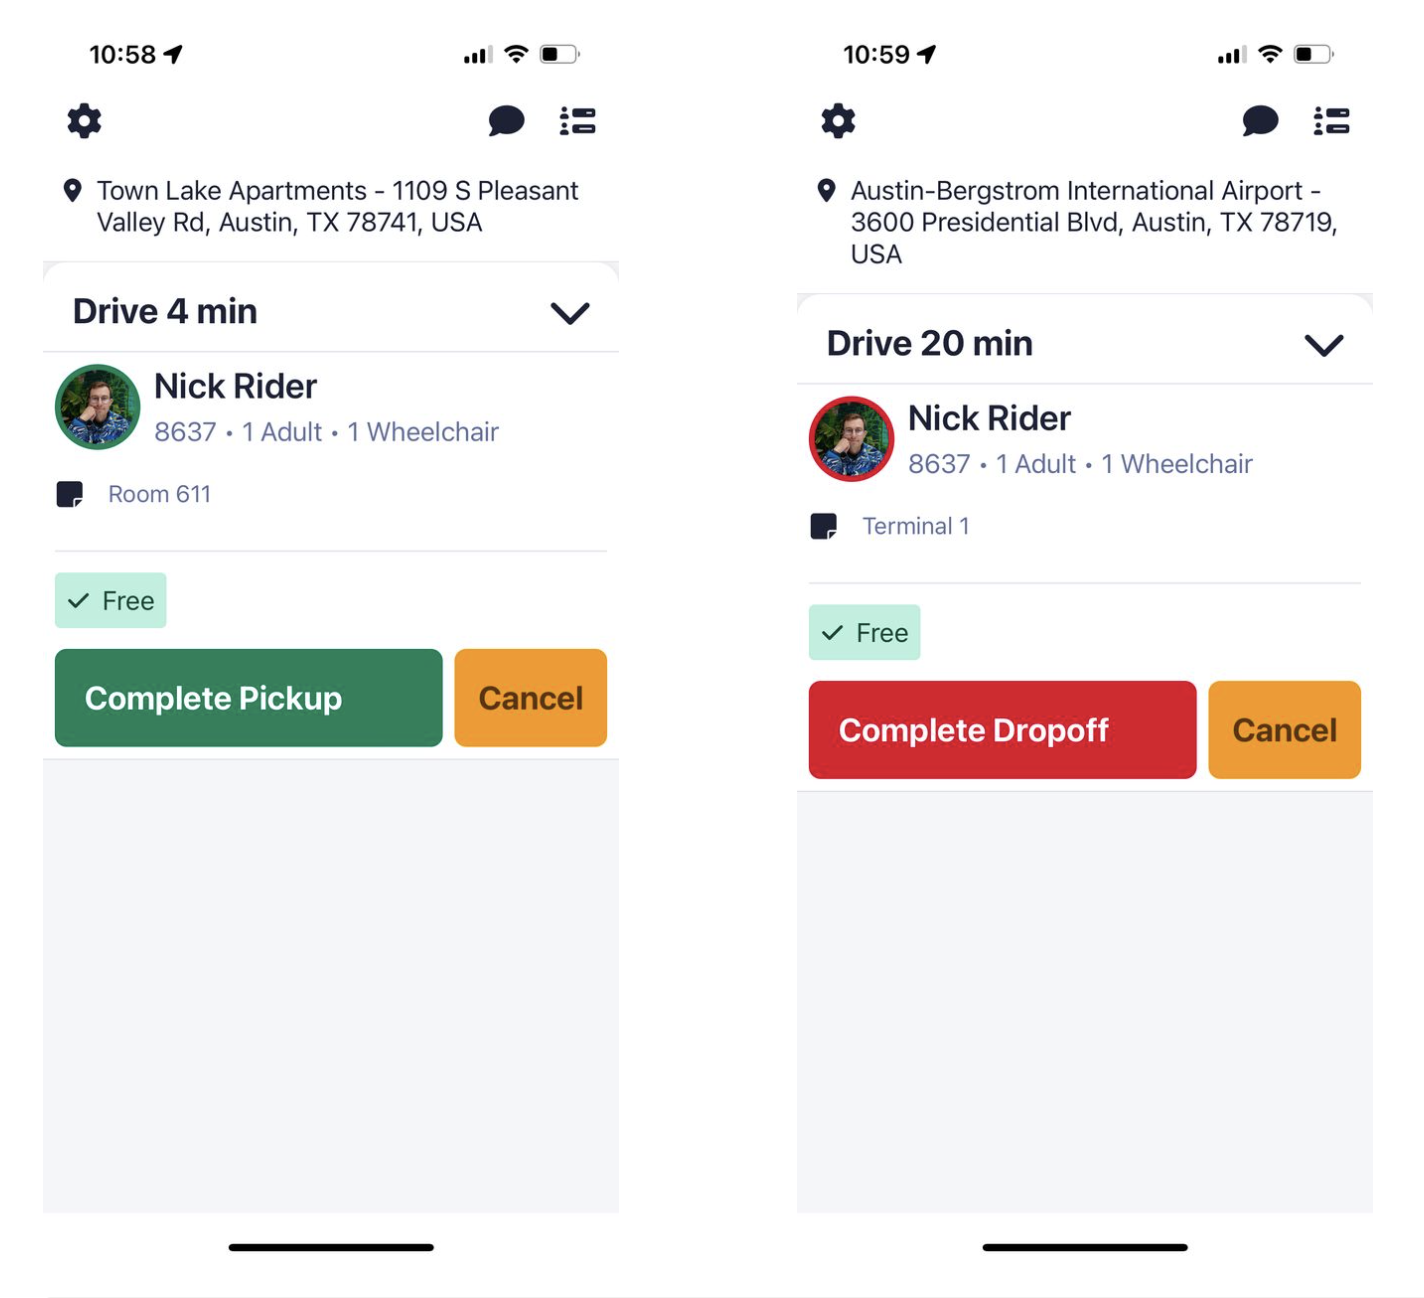 10:58
Town Lake Apartments - 1109 S Pleasant
Valley Rd, Austin, TX 78741, USA
Drive 4 min
Nick Rider
8637 • 1 Adult • 1 Wheelchair
Room 611
Free
Complete Pickup
Cancel
10:59
Austin-Bergstrom International Airport -
3600 Presidential Blvd, Austin, TX 78719,
USA
Drive 20 min
Nick Rider
8637 • 1 Adult • 1 Wheelchair
Terminal 1
Free
Complete Dropoff
Cancel